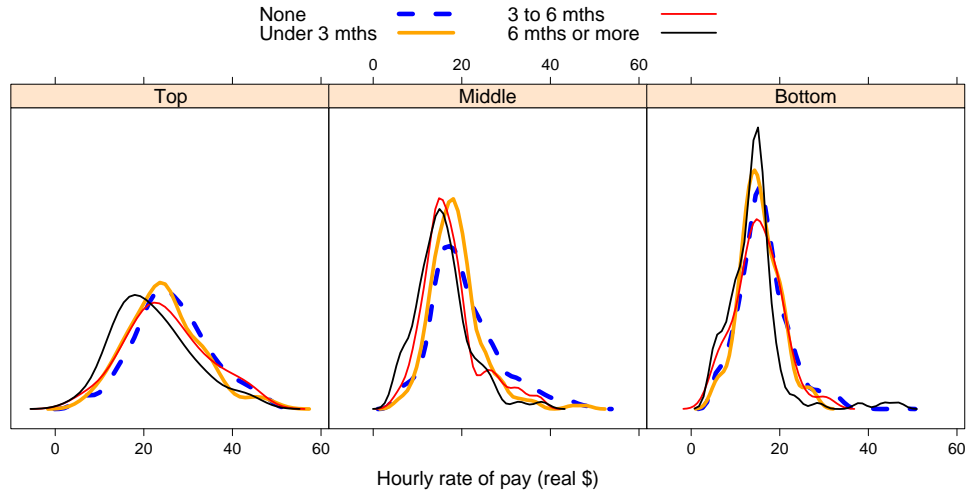 None 3 to 6 mths
Under 3 mths 6 mths or more
0 20 40 60
Top Middle Bottom
0 20 40 60 0 20 40 60
Hourly rate of pay (real $)